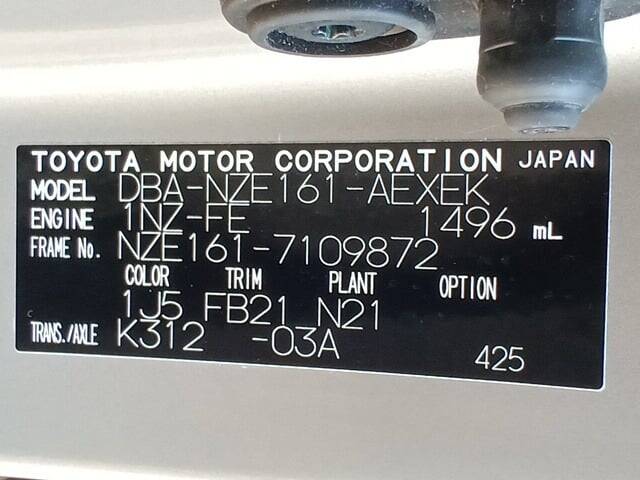 TOYOTA MOTOR CORPORATION JAPAN
MODEL DBA-NZE161-AEXEK
ENGINE 1NZ-FE 1496 mL
FRAME No. NZE161-7109872
COLOR TRIM PLANT OPTION
1J5 FB21 N21
TRANS./AXLE K312 -03A
425